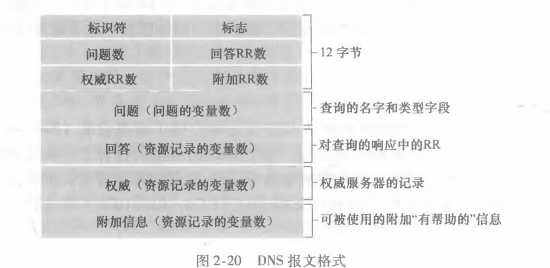 标识符 标志
问题数 回答RR数 12字节
权威RR数 附加RR数
问题（问题的变量数） 查询的名字和类型字段
回答（资源记录的变量数） 对查询的响应中的RR
权威（资源记录的变量数） 权威服务器的记录
附加信息（资源记录的变量数） 可被使用的附加“有帮助的”信息
图2-20 DNS报文格式